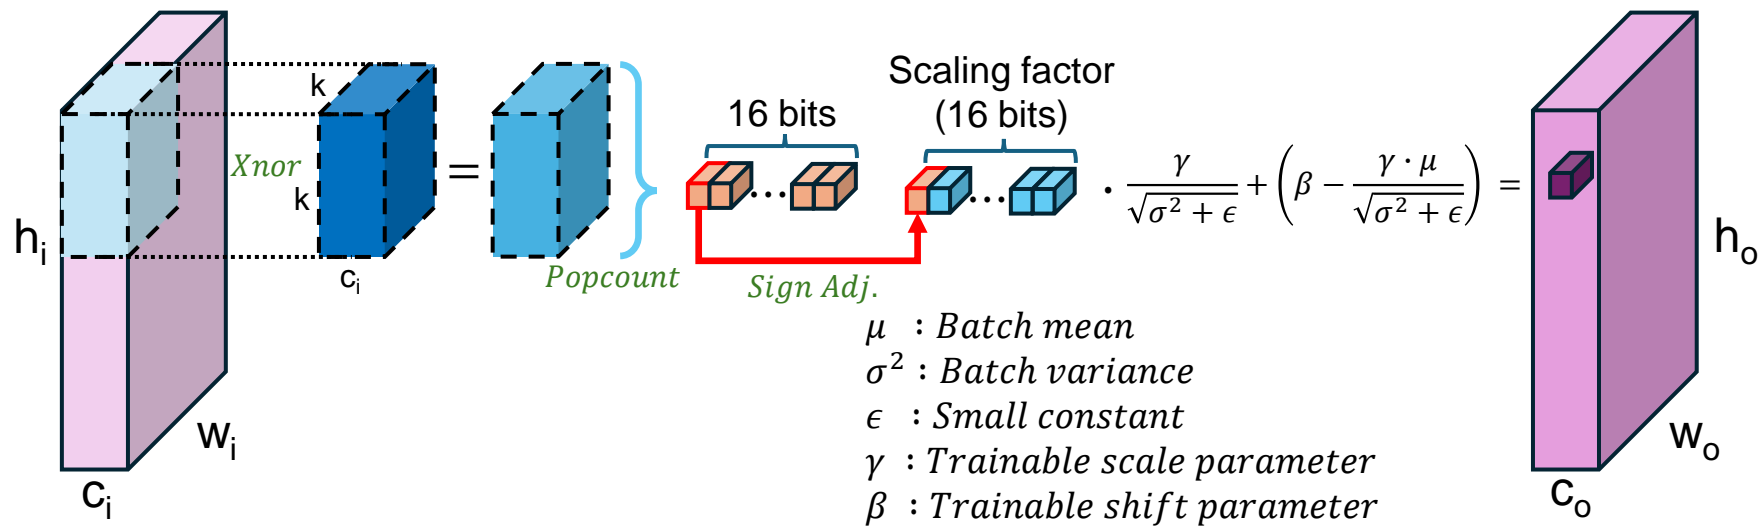 k
Xnor
k
c_i
=
h_i
w_i
c_i
Popcount
16 bits
...
Sign Adj.
Scaling factor
(16 bits)
...
· γ / √(σ² + ϵ) + (β − γ · μ / √(σ² + ϵ)) =
μ : Batch mean
σ² : Batch variance
ϵ : Small constant
γ : Trainable scale parameter
β : Trainable shift parameter
h_o
w_o
c_o